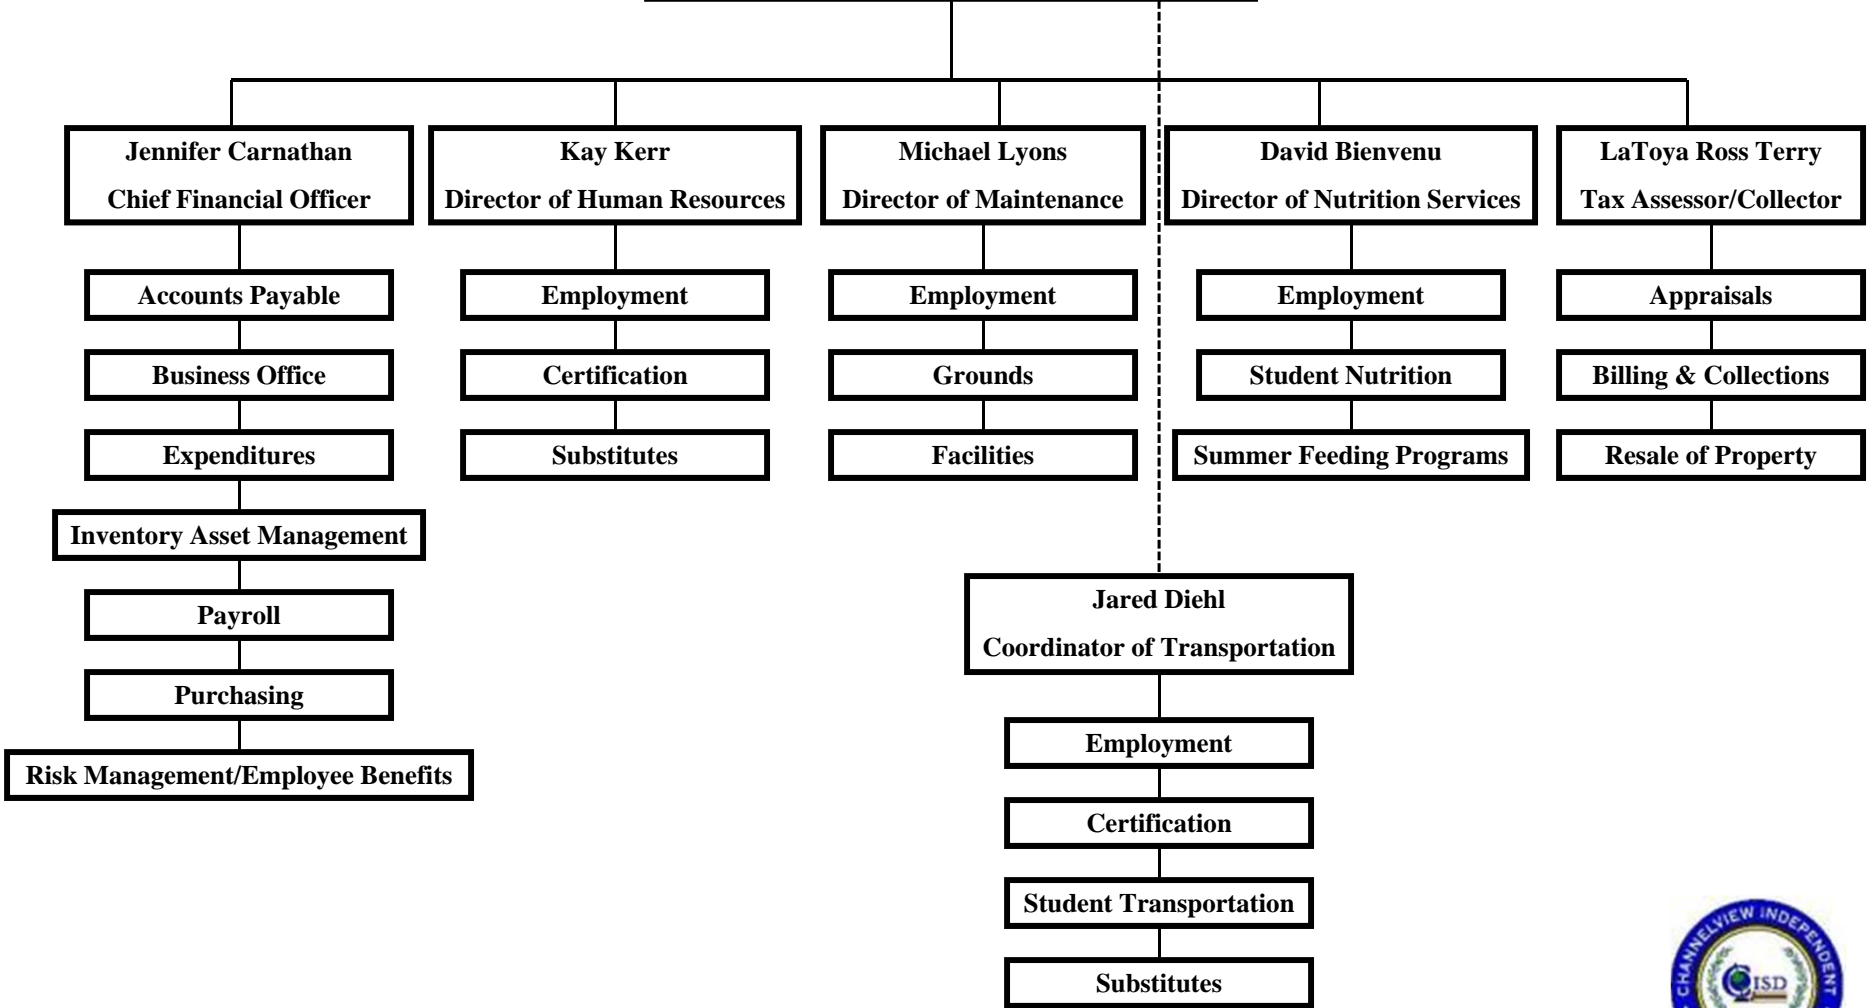 Jennifer Carnathan
Chief Financial Officer
Accounts Payable
Business Office
Expenditures
Inventory Asset Management
Payroll
Purchasing
Risk Management/Employee Benefits
Kay Kerr
Director of Human Resources
Employment
Certification
Substitutes
Michael Lyons
Director of Maintenance
Employment
Grounds
Facilities
David Bienvenu
Director of Nutrition Services
Employment
Student Nutrition
Summer Feeding Programs
LaToya Ross Terry
Tax Assessor/Collector
Appraisals
Billing & Collections
Resale of Property
Jared Diehl
Coordinator of Transportation
Employment
Certification
Student Transportation
Substitutes
CHANNELVIEW INDEPENDENT
CISD